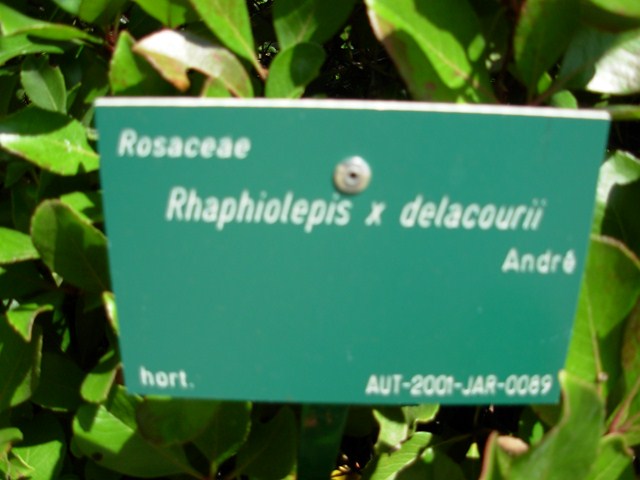 Rosaceae
Rhaphiolepis x delacourii
André
hort.
AUT-2001-JAR-0089